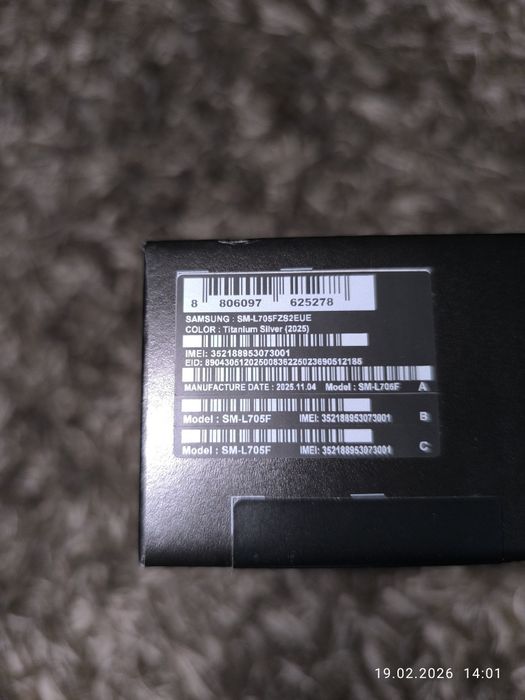 8 806097 625278
SAMSUNG : SM-L705FZS2EUE
COLOR : Titanium Silver (2025)
IMEI: 352188953073001
EID: 89043051202500836225023690512185
MANUFACTURE DATE : 2025.11.04 Model : SM-L705F A
Model : SM-L705F IMEI: 352188953073001 B
Model : SM-L705F IMEI: 352188953073001 C
19.02.2026 14:01